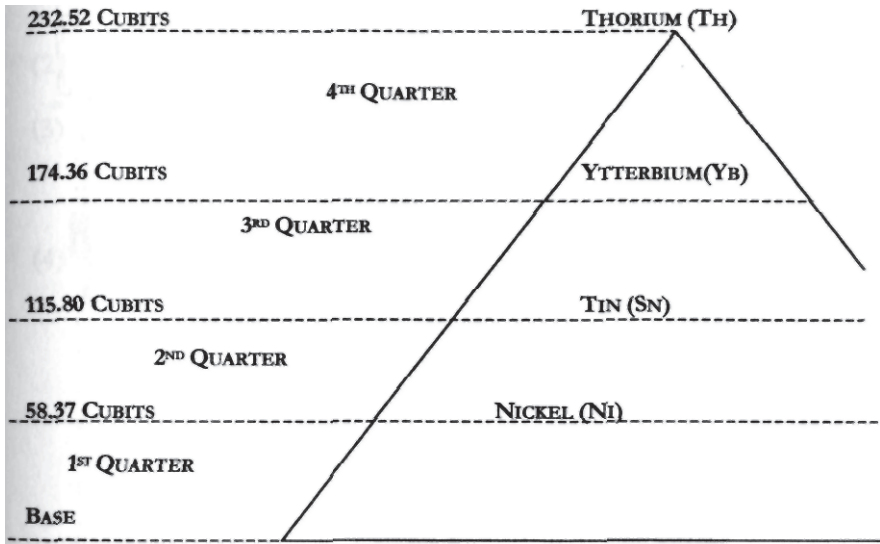 232.52 CUBITS THORIUM (TH)
4TH QUARTER
174.36 CUBITS YTTERBIUM(YB)
3RD QUARTER
115.80 CUBITS TIN (SN)
2ND QUARTER
58.37 CUBITS NICKEL (NI)
1ST QUARTER
BASE